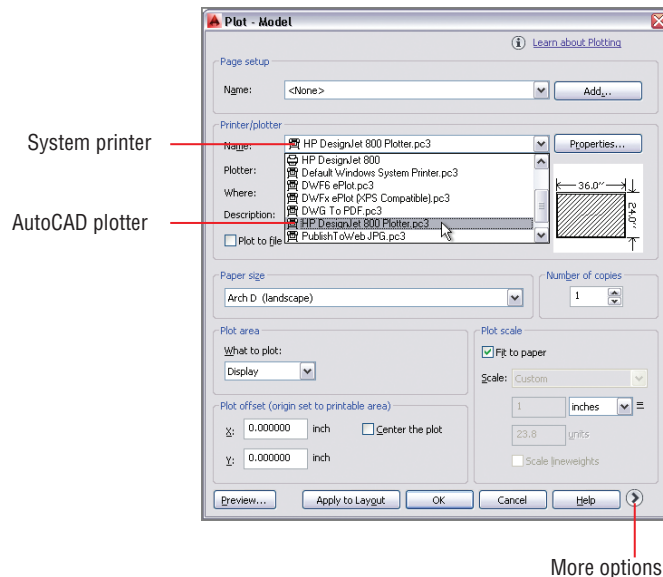 Plot - Model
Learn about Plotting
Page setup
Name: <None> Add...
Printer/plotter
System printer
Name: HP DesignJet 800 Plotter.pc3 Properties...
HP DesignJet 800
Plotter: Default Windows System Printer.pc3
DWF6 ePlot.pc3
Where: DWFx ePlot (XPS Compatible).pc3
DWG To PDF.pc3
AutoCAD plotter
Description: HP DesignJet 800 Plotter.pc3
Plot to file PublishToWeb JPG.pc3
36.0''
24.0''
Paper size
Arch D (landscape)
Number of copies
1
Plot area
What to plot:
Display
Plot scale
Fit to paper
Scale: Custom
1 inches =
23.8 units
Scale lineweights
Plot offset (origin set to printable area)
X: 0.000000 inch Center the plot
Y: 0.000000 inch
Preview... Apply to Layout OK Cancel Help
More options